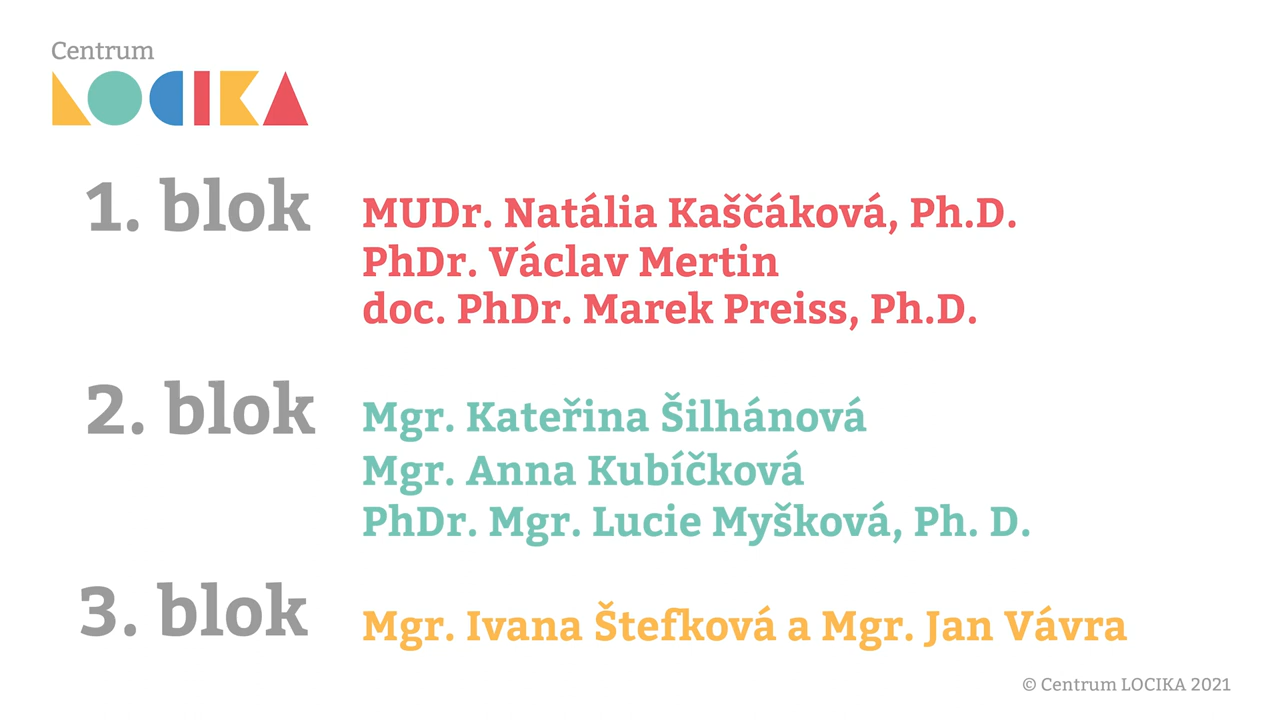 Centrum
LOCIKA
1. blok
MUDr. Natália Kaščáková, Ph.D.
PhDr. Václav Mertin
doc. PhDr. Marek Preiss, Ph.D.
2. blok
Mgr. Kateřina Šilhánová
Mgr. Anna Kubíčková
PhDr. Mgr. Lucie Myšková, Ph. D.
3. blok
Mgr. Ivana Štefková a Mgr. Jan Vávra
© Centrum LOCIKA 2021